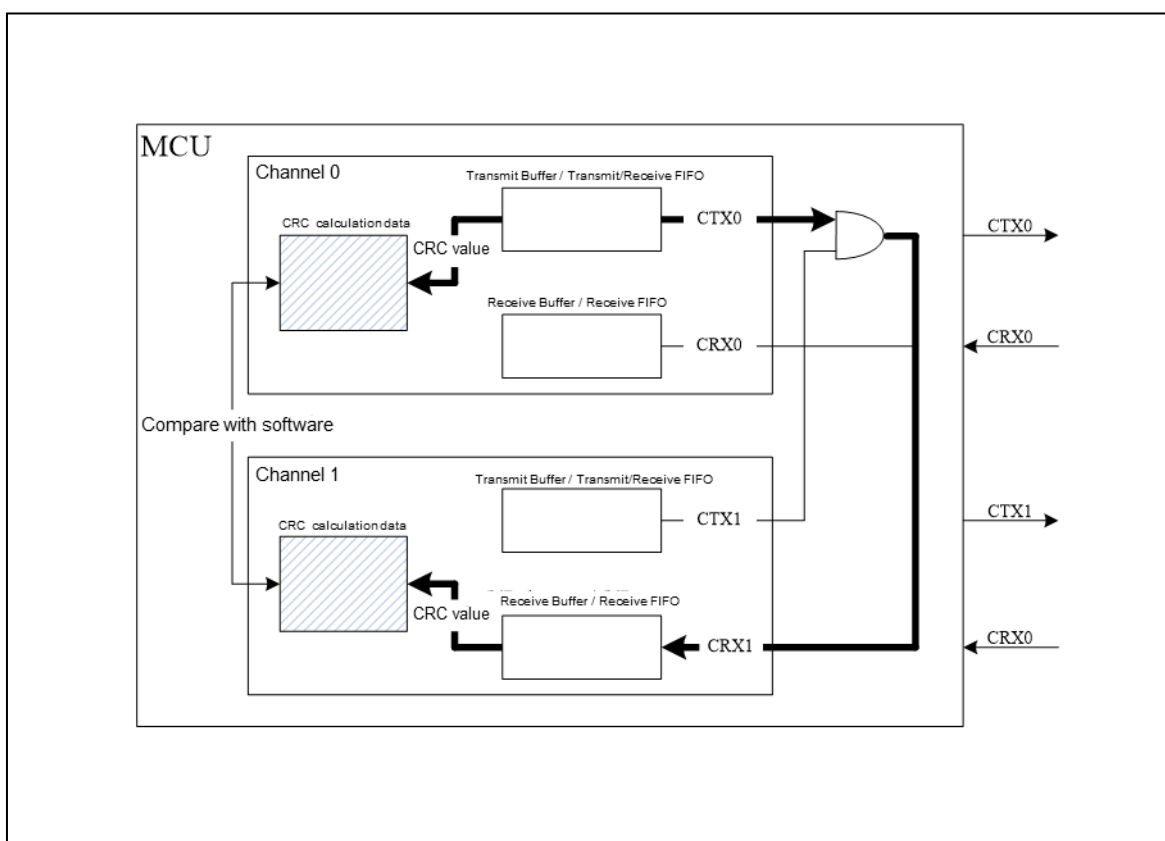 MCU
Channel 0
Transmit Buffer / Transmit/Receive FIFO
CRC calculation data
CTX0
CTX0
CRC value
Receive Buffer / Receive FIFO
CRX0
CRX0
Compare with software
Channel 1
Transmit Buffer / Transmit/Receive FIFO
CTX1
CTX1
CRC calculation data
Receive Buffer / Receive FIFO
CRC value
CRX1
CRX0